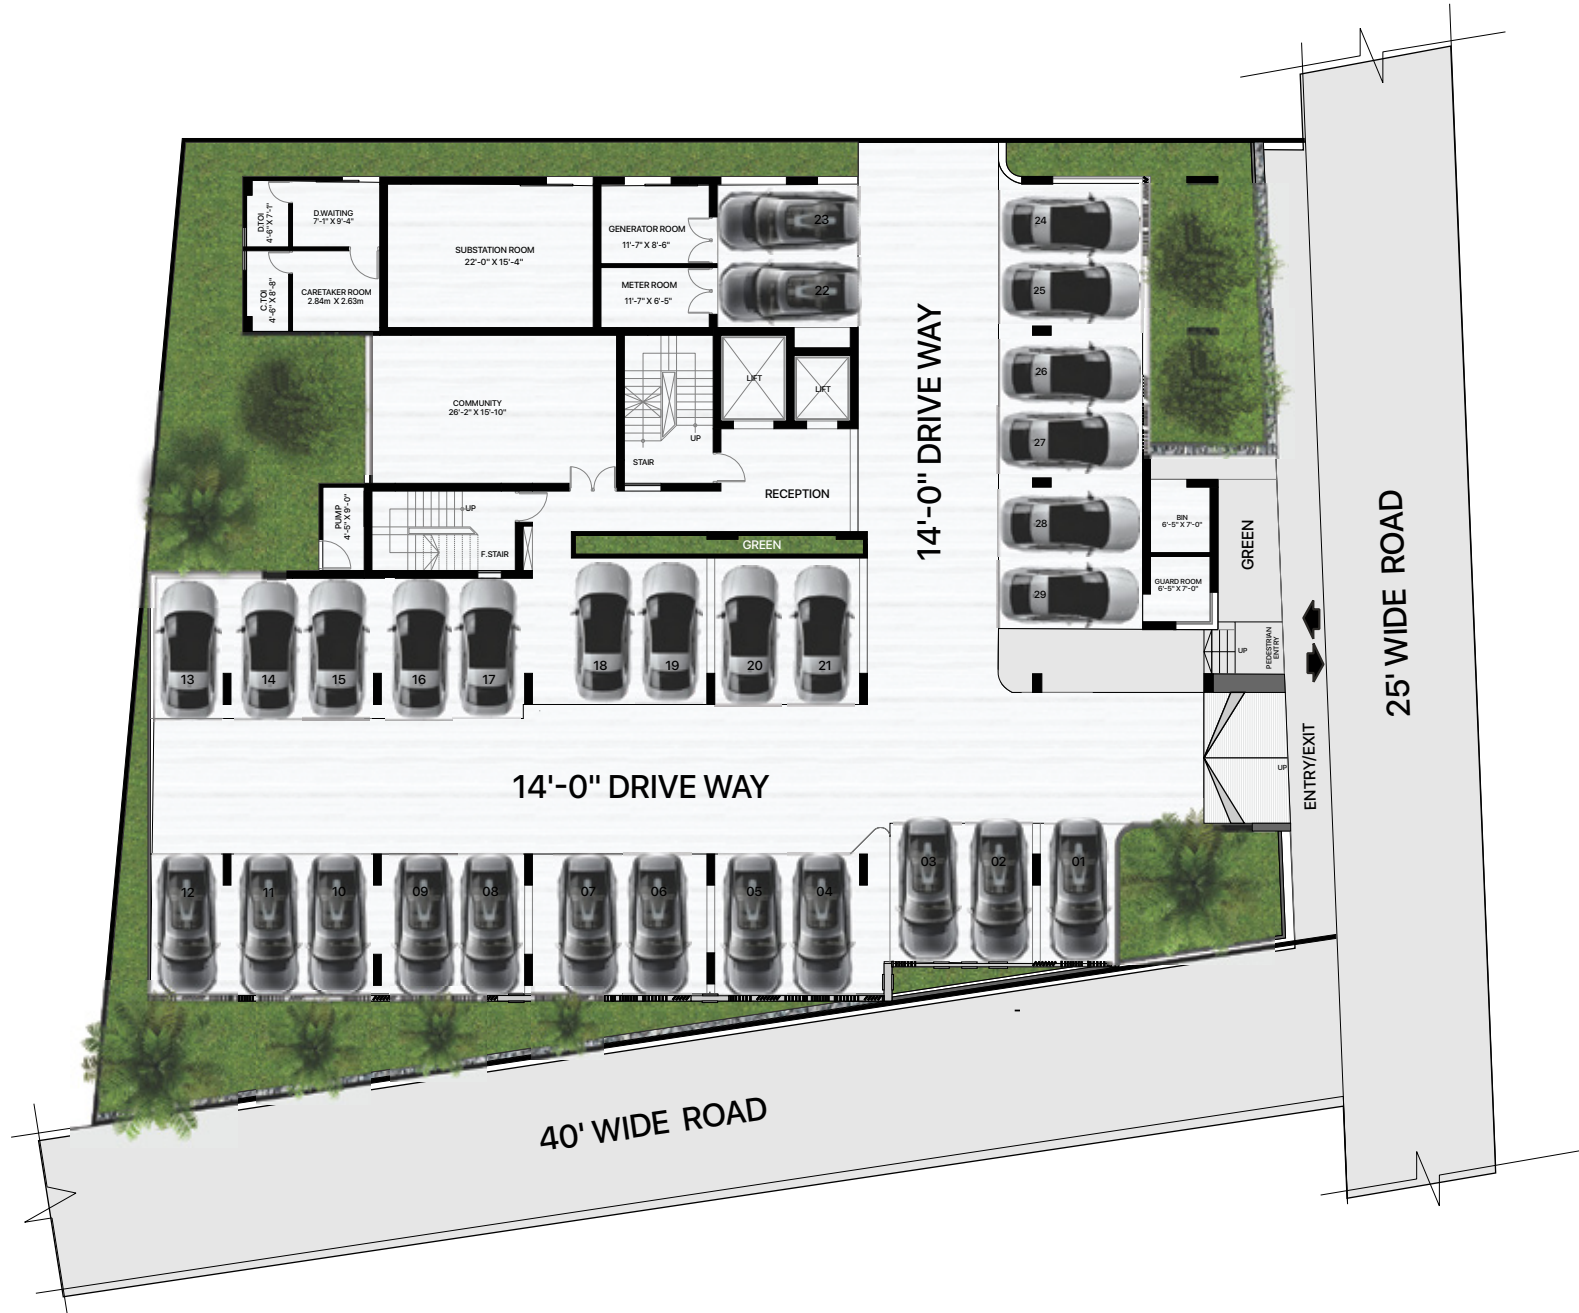 D.TOI
4'-6" X 7'-1"
D.WAITING
7'-1" X 9'-4"
C.TOI
4'-6" X 8'-8"
CARETAKER ROOM
2.84m X 2.63m
SUBSTATION ROOM
22'-0" X 15'-4"
GENERATOR ROOM
11'-7" X 8'-6"
METER ROOM
11'-7" X 6'-5"
23
22
24
25
26
27
28
29
14'-0" DRIVE WAY
COMMUNITY
26'-2" X 15'-10"
LIFT
LIFT
UP
STAIR
RECEPTION
PUMP
4'-5" X 9'-0"
UP
F.STAIR
GREEN
BIN
6'-5" X 7'-0"
GUARD ROOM
6'-5" X 7'-0"
GREEN
UP
PEDESTRIAN
ENTRY
25' WIDE ROAD
13
14
15
16
17
18
19
20
21
14'-0" DRIVE WAY
UP
ENTRY/EXIT
12
11
10
09
08
07
06
05
04
03
02
01
40' WIDE ROAD